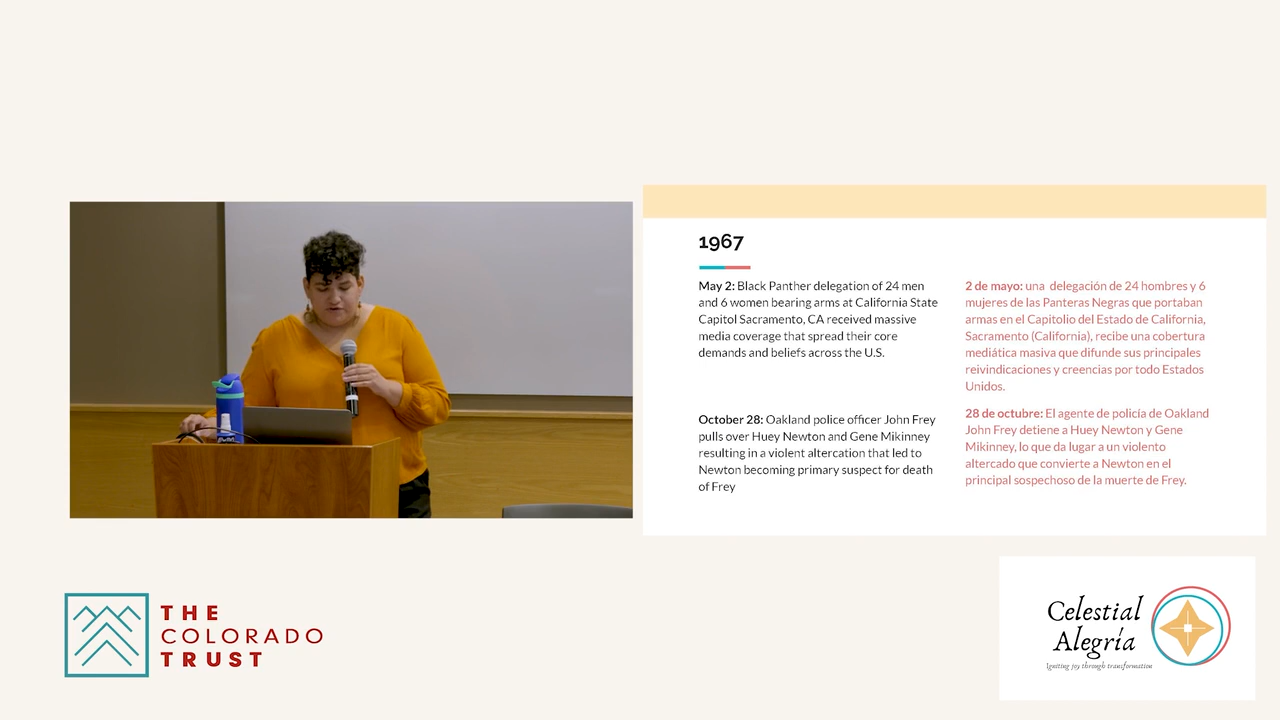 1967
May 2: Black Panther delegation of 24 men
and 6 women bearing arms at California State
Capitol Sacramento, CA received massive
media coverage that spread their core
demands and beliefs across the U.S.
October 28: Oakland police officer John Frey
pulls over Huey Newton and Gene Mikinney
resulting in a violent altercation that led to
Newton becoming primary suspect for death
of Frey
2 de mayo: una delegación de 24 hombres y 6
mujeres de las Panteras Negras que portaban
armas en el Capitolio del Estado de California,
Sacramento (California), recibe una cobertura
mediática masiva que difunde sus principales
reivindicaciones y creencias por todo Estados
Unidos.
28 de octubre: El agente de policía de Oakland
John Frey detiene a Huey Newton y Gene
Mikinney, lo que da lugar a un violento
altercado que convierte a Newton en el
principal sospechoso de la muerte de Frey.
THE
COLORADO
TRUST
Celestial
Alegría
Igniting joy through transformation